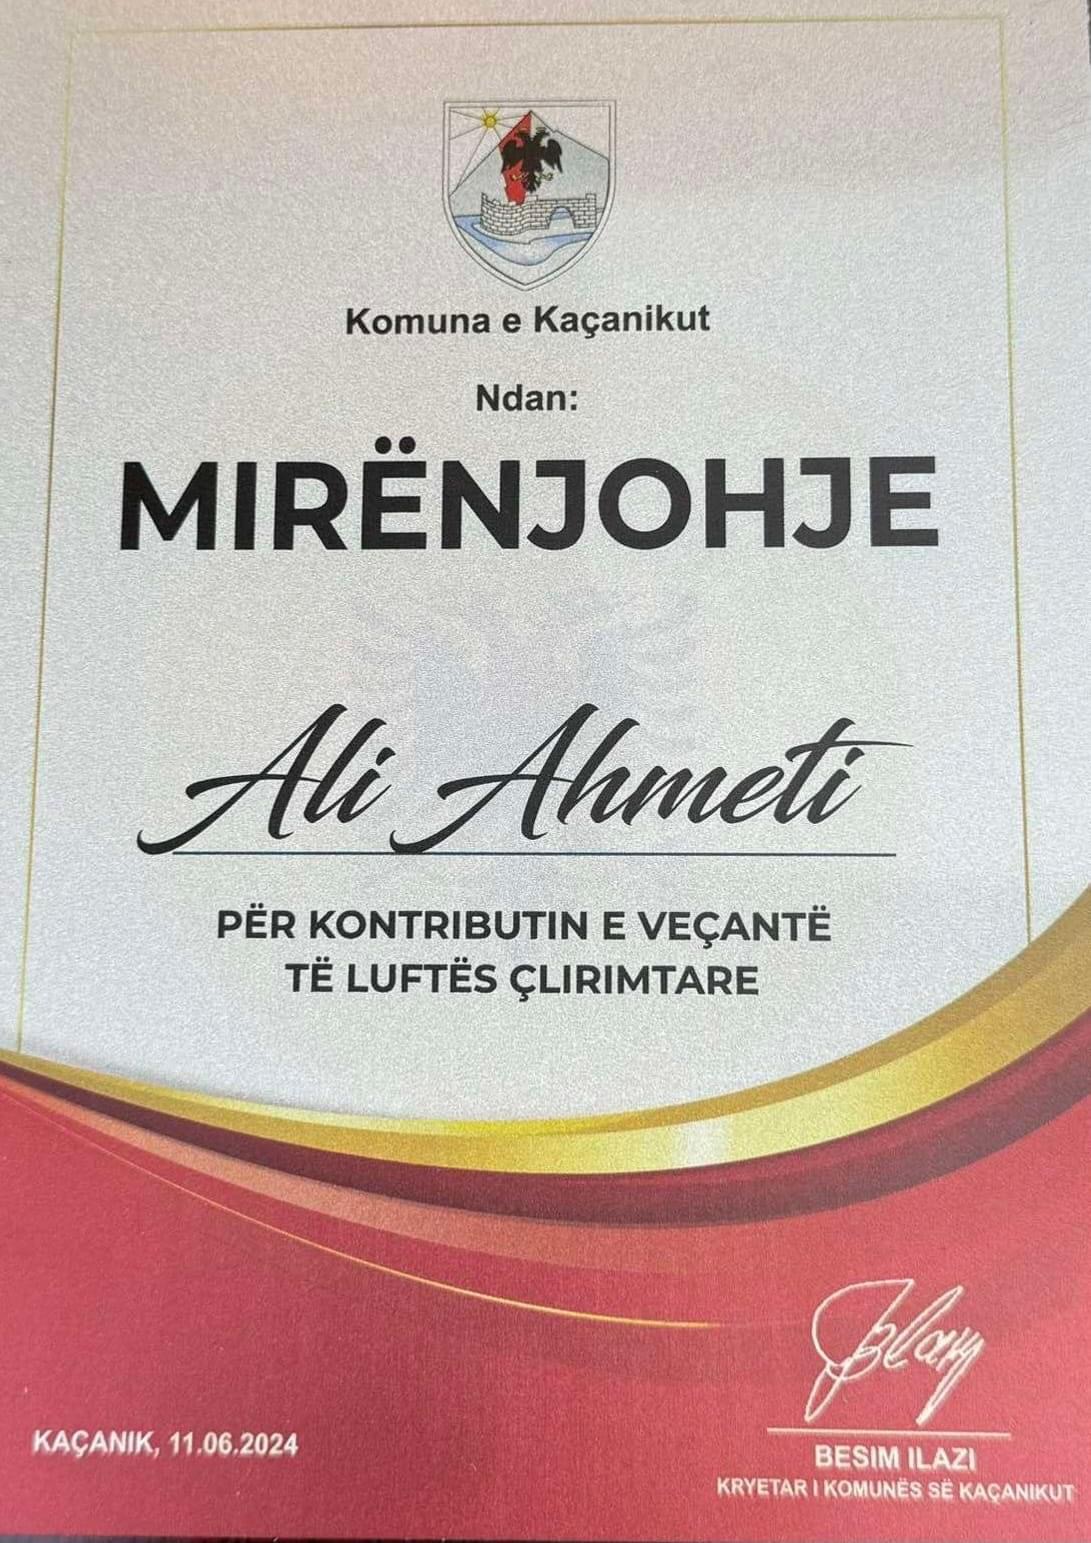 Komuna e Kaçanikut
Ndan:
MIRËNJOHJE
Ali Ahmeti
PËR KONTRIBUTIN E VEÇANTË
TË LUFTËS ÇLIRIMTARE
KAÇANIK, 11.06.2024
BESIM ILAZI
KRYETAR I KOMUNËS SË KAÇANIKUT